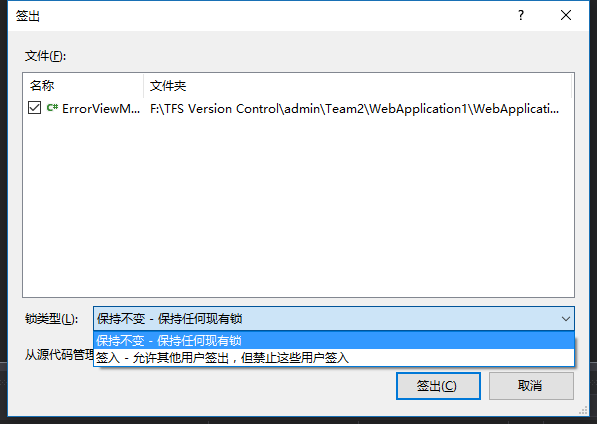 签出
文件(F):
名称 文件夹
C# ErrorViewM... F:\TFS Version Control\admin\Team2\WebApplication1\WebApplicati...
锁类型(L): 保持不变 - 保持任何现有锁
保持不变 - 保持任何现有锁
签入 - 允许其他用户签出，但禁止这些用户签入
从源代码管理
签出(C) 取消